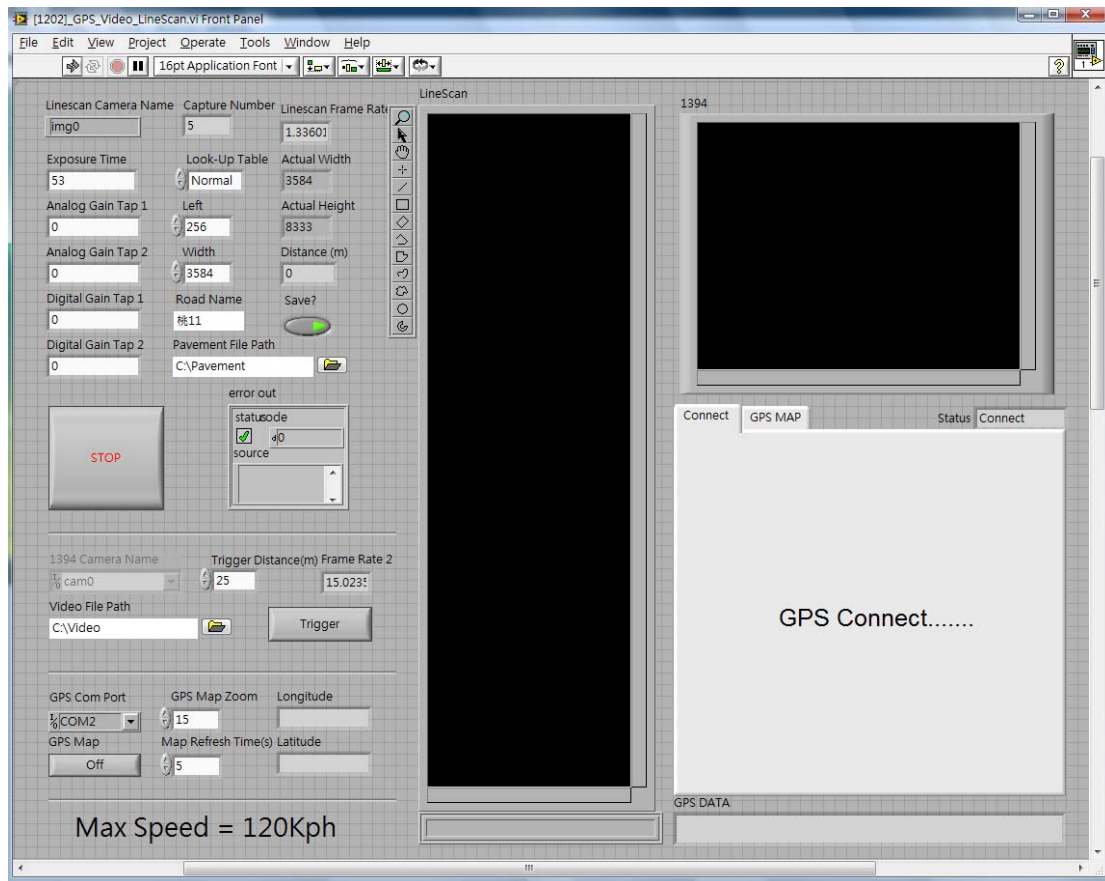 [1202]_GPS_Video_LineScan.vi Front Panel
File Edit View Project Operate Tools Window Help
16pt Application Font
Linescan Camera Name Capture Number Linescan Frame Rate
img0 5 1.33601
Exposure Time Look-Up Table Actual Width
53 Normal 3584
Analog Gain Tap 1 Left Actual Height
0 256 8333
Analog Gain Tap 2 Width Distance (m)
0 3584 0
Digital Gain Tap 1 Road Name Save?
0 桃11
Digital Gain Tap 2 Pavement File Path
0 C:\Pavement
error out
status code
d0
source
STOP
1394 Camera Name Trigger Distance(m) Frame Rate 2
cam0 25 15.0235
Video File Path
C:\Video Trigger
GPS Com Port GPS Map Zoom Longitude
COM2 15
GPS Map Map Refresh Time(s) Latitude
Off 5
Max Speed = 120Kph
LineScan
1394
Connect GPS MAP Status Connect
GPS Connect.......
GPS DATA